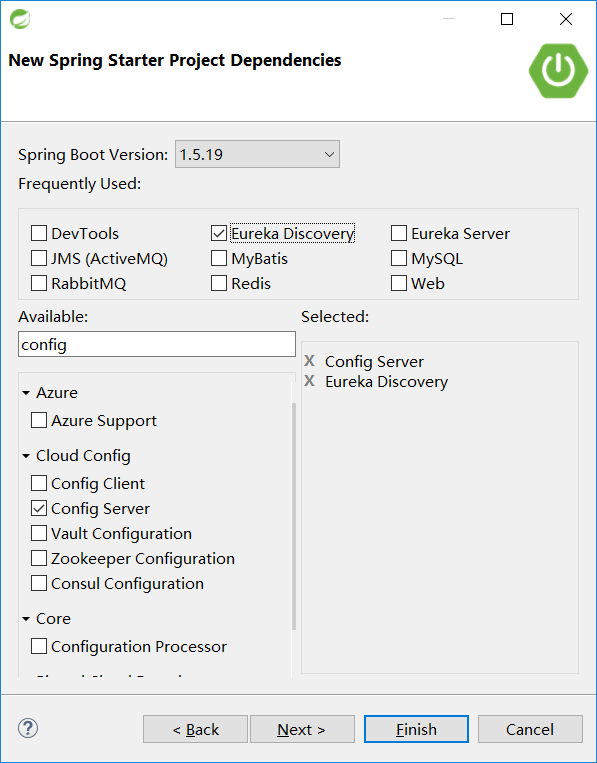 New Spring Starter Project Dependencies
Spring Boot Version: 1.5.19
Frequently Used:
DevTools Eureka Discovery Eureka Server
JMS (ActiveMQ) MyBatis MySQL
RabbitMQ Redis Web
Available: Selected:
config
X Config Server
X Eureka Discovery
Azure
Azure Support
Cloud Config
Config Client
Config Server
Vault Configuration
Zookeeper Configuration
Consul Configuration
Core
Configuration Processor
? < Back Next > Finish Cancel